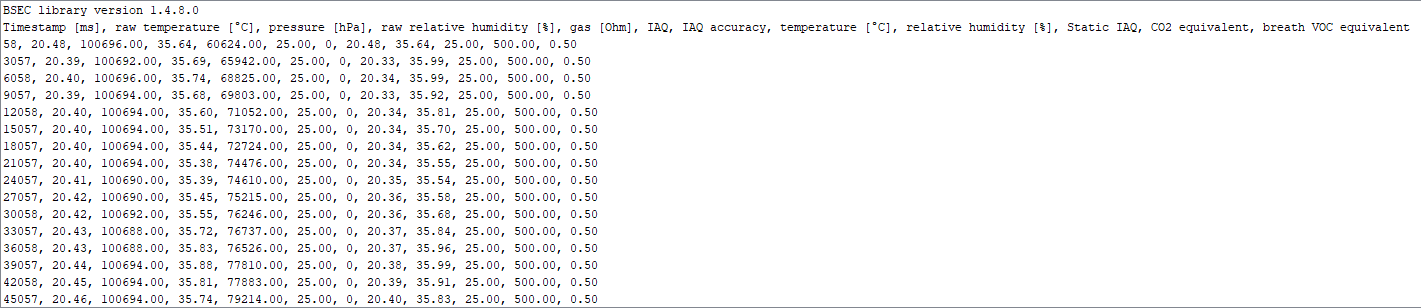 BSEC library version 1.4.8.0
Timestamp [ms], raw temperature [°C], pressure [hPa], raw relative humidity [%], gas [Ohm], IAQ, IAQ accuracy, temperature [°C], relative humidity [%], Static IAQ, CO2 equivalent, breath VOC equivalent
58, 20.48, 100696.00, 35.64, 60624.00, 25.00, 0, 20.48, 35.64, 25.00, 500.00, 0.50
3057, 20.39, 100692.00, 35.69, 65942.00, 25.00, 0, 20.33, 35.99, 25.00, 500.00, 0.50
6058, 20.40, 100696.00, 35.74, 68825.00, 25.00, 0, 20.34, 35.99, 25.00, 500.00, 0.50
9057, 20.39, 100694.00, 35.68, 69803.00, 25.00, 0, 20.33, 35.92, 25.00, 500.00, 0.50
12058, 20.40, 100694.00, 35.60, 71052.00, 25.00, 0, 20.34, 35.81, 25.00, 500.00, 0.50
15057, 20.40, 100694.00, 35.51, 73170.00, 25.00, 0, 20.34, 35.70, 25.00, 500.00, 0.50
18057, 20.40, 100694.00, 35.44, 72724.00, 25.00, 0, 20.34, 35.62, 25.00, 500.00, 0.50
21057, 20.40, 100694.00, 35.38, 74476.00, 25.00, 0, 20.34, 35.55, 25.00, 500.00, 0.50
24057, 20.41, 100690.00, 35.39, 74610.00, 25.00, 0, 20.35, 35.54, 25.00, 500.00, 0.50
27057, 20.42, 100690.00, 35.45, 75215.00, 25.00, 0, 20.36, 35.58, 25.00, 500.00, 0.50
30058, 20.42, 100692.00, 35.55, 76246.00, 25.00, 0, 20.36, 35.68, 25.00, 500.00, 0.50
33057, 20.43, 100688.00, 35.72, 76737.00, 25.00, 0, 20.37, 35.84, 25.00, 500.00, 0.50
36058, 20.43, 100688.00, 35.83, 76526.00, 25.00, 0, 20.37, 35.96, 25.00, 500.00, 0.50
39057, 20.44, 100694.00, 35.88, 77810.00, 25.00, 0, 20.38, 35.99, 25.00, 500.00, 0.50
42058, 20.45, 100694.00, 35.81, 77883.00, 25.00, 0, 20.39, 35.91, 25.00, 500.00, 0.50
45057, 20.46, 100694.00, 35.74, 79214.00, 25.00, 0, 20.40, 35.83, 25.00, 500.00, 0.50